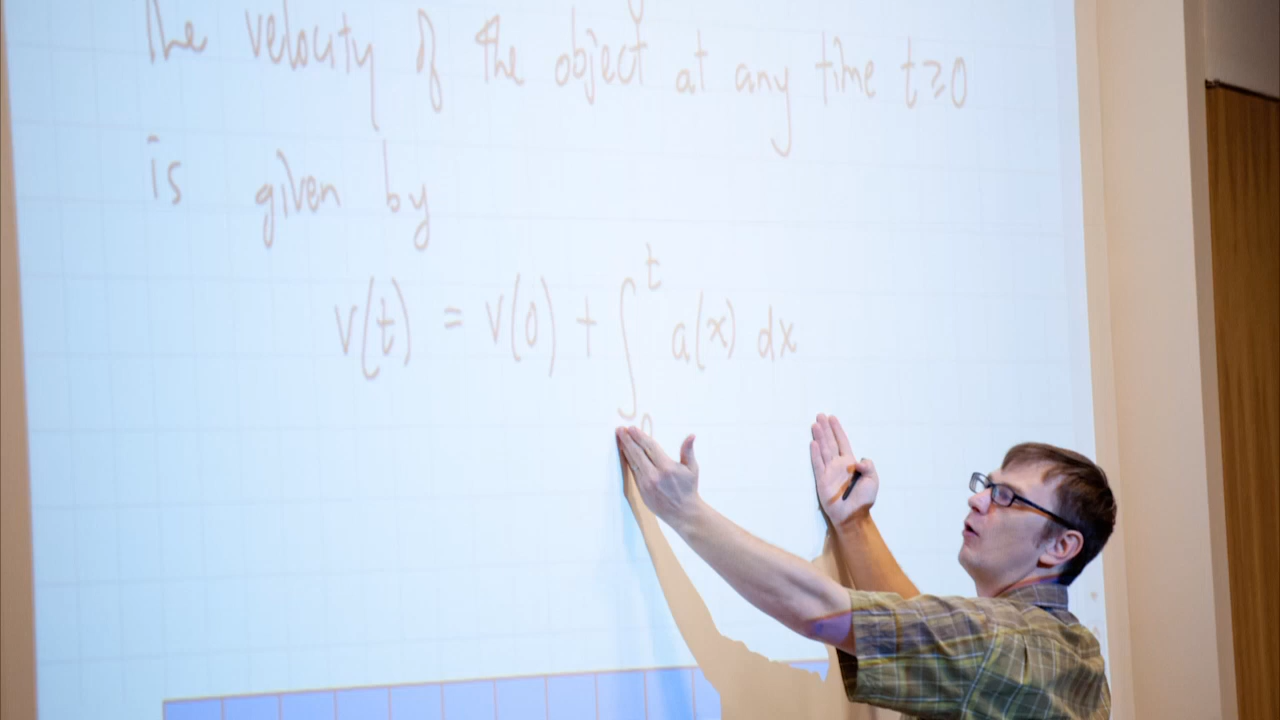 the velocity of the object at any time t≥0
is given by
v(t) = v(0) + ∫₀ᵗ a(x) dx